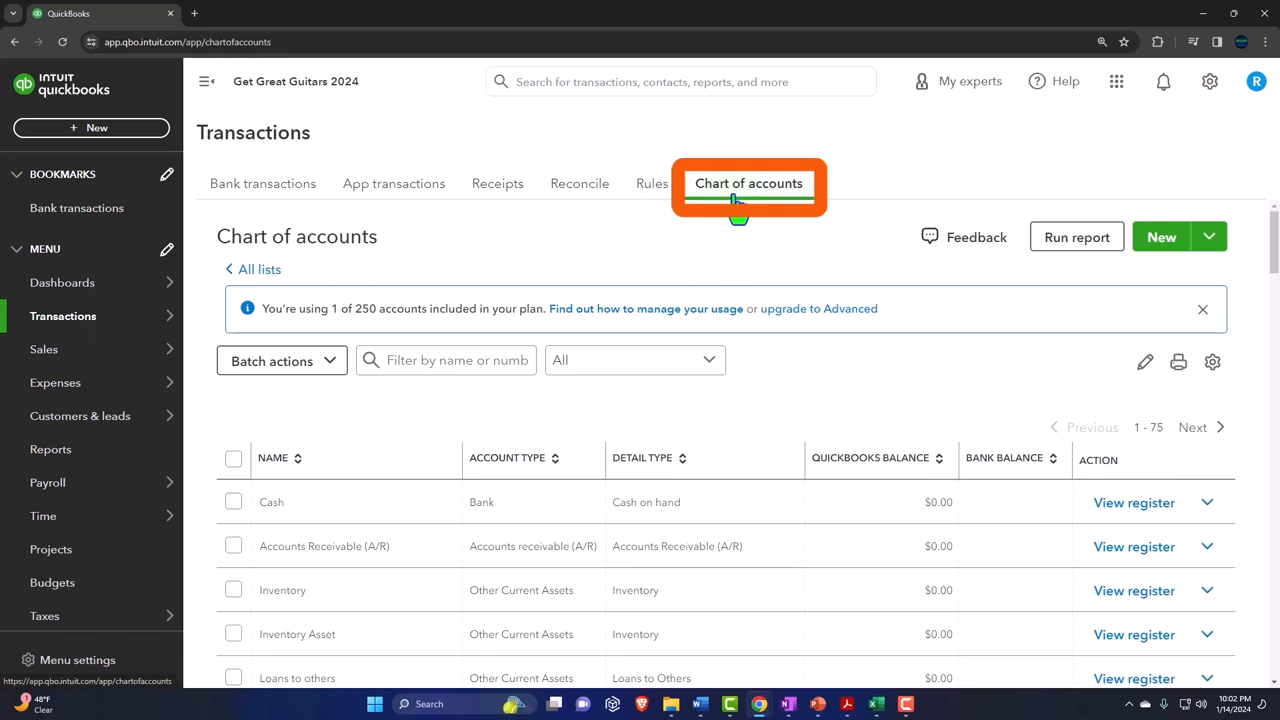 QuickBooks
app.qbo.intuit.com/app/chartofaccounts
INTUIT
quickbooks
+ New
BOOKMARKS
Bank transactions
MENU
Dashboards
Transactions
Sales
Expenses
Customers & leads
Reports
Payroll
Time
Projects
Budgets
Taxes
Menu settings
https://app.qbo.intuit.com/app/chartofaccounts
Get Great Guitars 2024
Search for transactions, contacts, reports, and more
My experts
Help
R
Transactions
Bank transactions App transactions Receipts Reconcile Rules Chart of accounts
Chart of accounts
Feedback Run report New
All lists
You're using 1 of 250 accounts included in your plan. Find out how to manage your usage or upgrade to Advanced
Batch actions Filter by name or numb All
Previous 1 - 75 Next
NAME ACCOUNT TYPE DETAIL TYPE QUICKBOOKS BALANCE BANK BALANCE ACTION
Cash Bank Cash on hand $0.00 View register
Accounts Receivable (A/R) Accounts receivable (A/R) Accounts Receivable (A/R) $0.00 View register
Inventory Other Current Assets Inventory $0.00 View register
Inventory Asset Other Current Assets Inventory $0.00 View register
Loans to others Other Current Assets Loans to Others $0.00 View register
48°F
Clear
Search
10:02 PM
1/14/2024